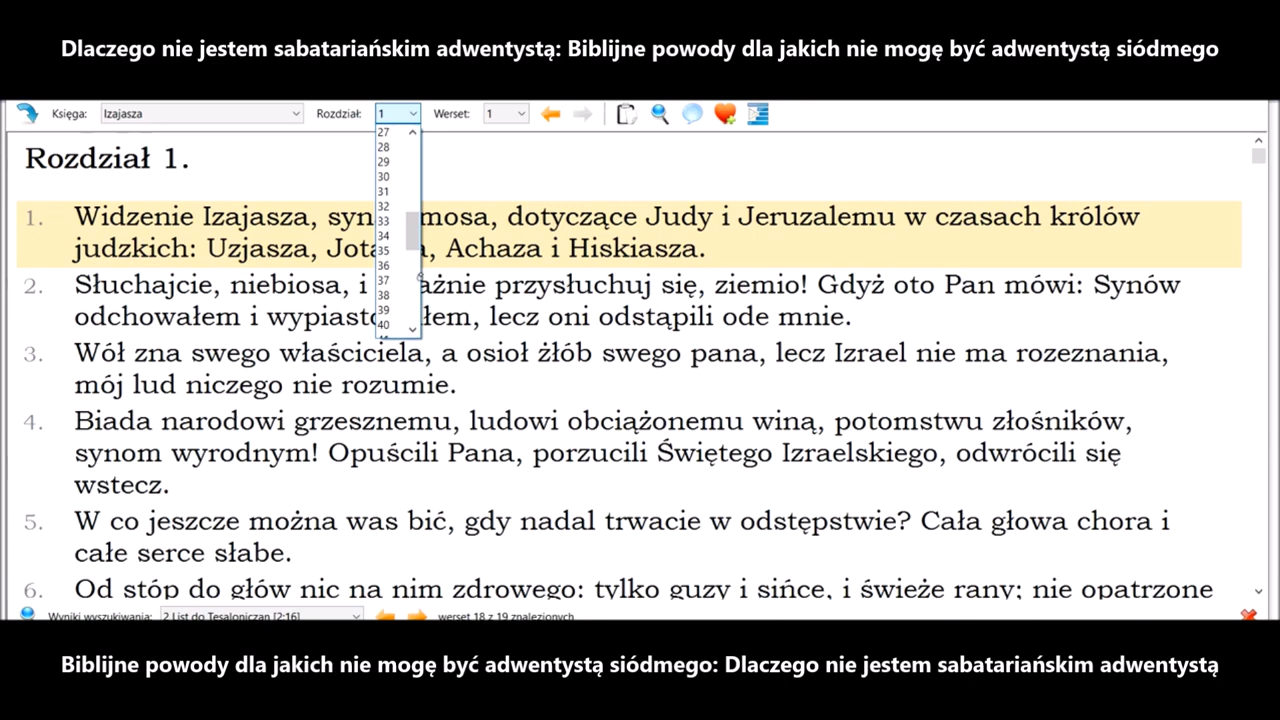 Dlaczego nie jestem sabatariańskim adwentystą: Biblijne powody dla jakich nie mogę być adwentystą siódmego
Księga: Izajasza Rozdział: 1 Werset: 1
27
28
29
30
31
32
33
34
35
36
37
38
39
40
Rozdział 1.
1. Widzenie Izajasza, syn mosa, dotyczące Judy i Jeruzalemu w czasach królów
judzkich: Uzjasza, Jota a, Achaza i Hiskiasza.
2. Słuchajcie, niebiosa, i ażnie przysłuchuj się, ziemio! Gdyż oto Pan mówi: Synów
odchowałem i wypiasto łem, lecz oni odstąpili ode mnie.
3. Wół zna swego właściciela, a osioł żłób swego pana, lecz Izrael nie ma rozeznania,
mój lud niczego nie rozumie.
4. Biada narodowi grzesznemu, ludowi obciążonemu winą, potomstwu złośników,
synom wyrodnym! Opuścili Pana, porzucili Świętego Izraelskiego, odwrócili się
wstecz.
5. W co jeszcze można was bić, gdy nadal trwacie w odstępstwie? Cała głowa chora i
całe serce słabe.
6. Od stóp do głów nic na nim zdrowego: tylko guzy i sińce, i świeże rany; nie opatrzone
Wyniki wyszukiwania: 2 List do Tesaloniczan [2:16] werset 18 z 19 znalezionych
Biblijne powody dla jakich nie mogę być adwentystą siódmego: Dlaczego nie jestem sabatariańskim adwentystą